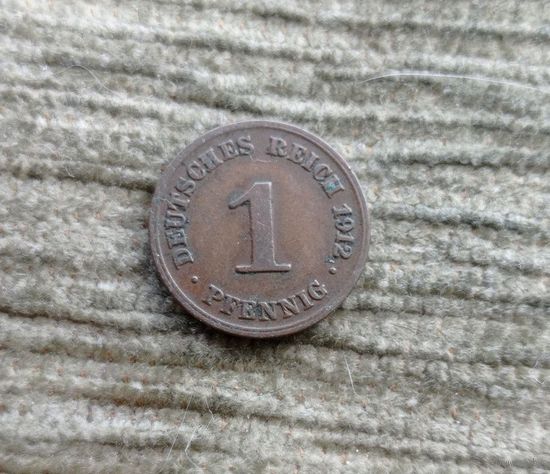 DEUTSCHES REICH 1912.
1
· PFENNIG ·